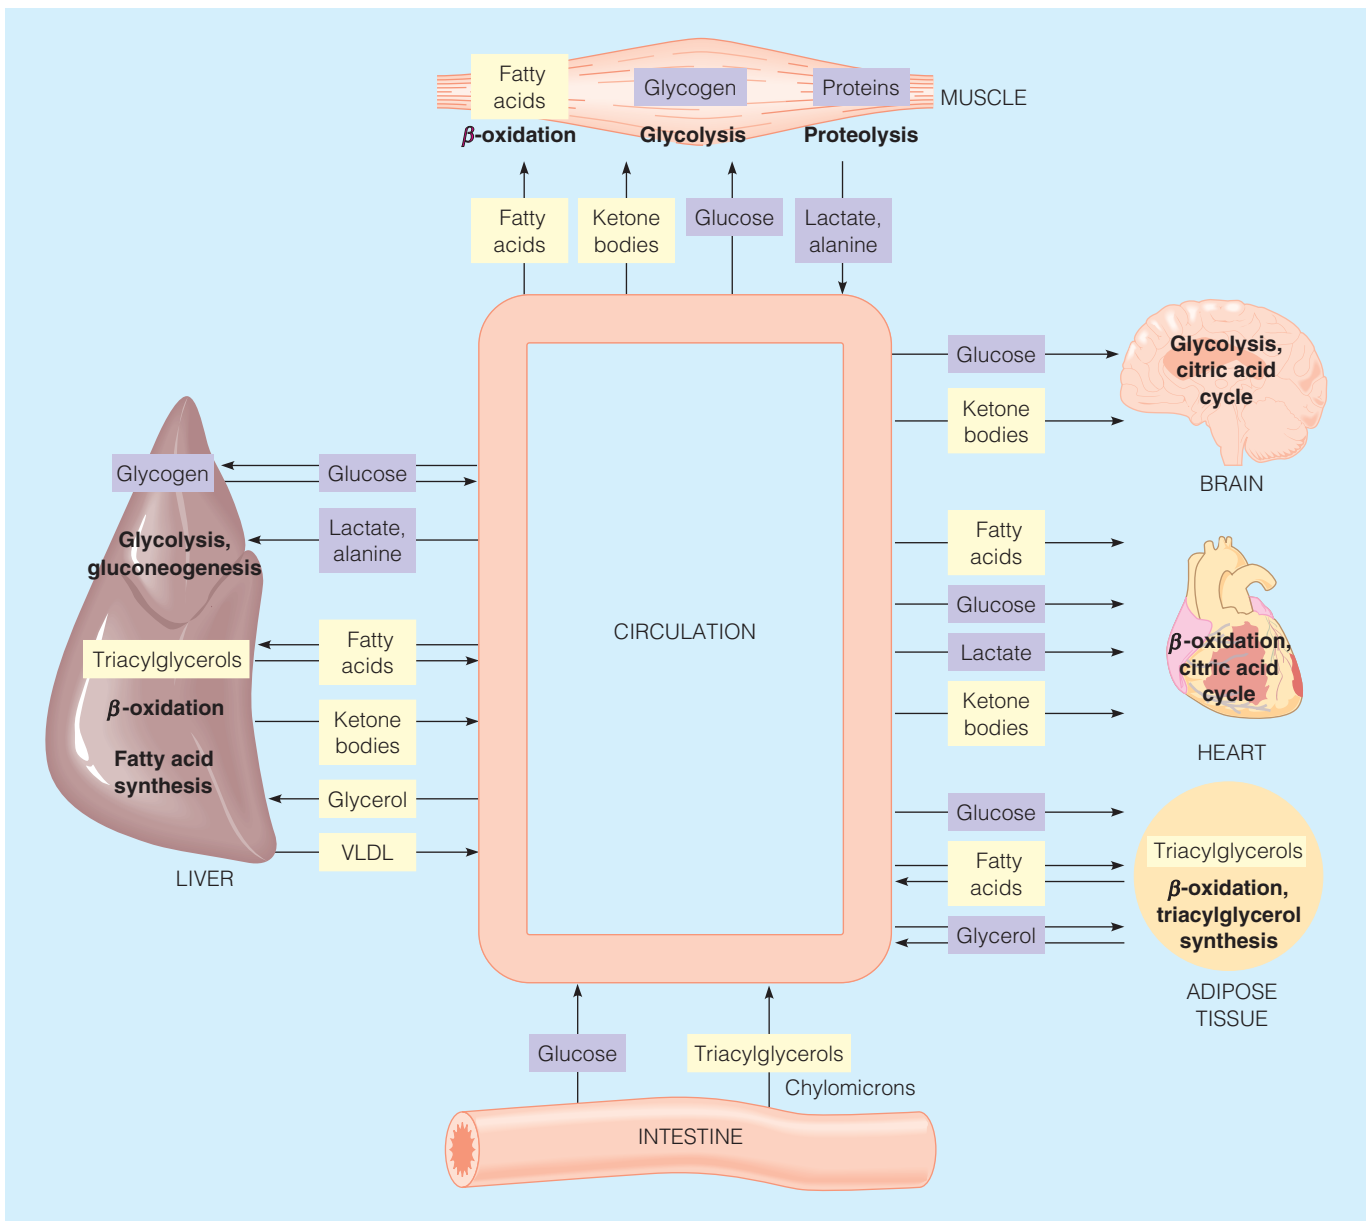 Fatty
acids
Glycogen
Proteins
MUSCLE
β-oxidation
Glycolysis
Proteolysis
Fatty
acids
Ketone
bodies
Glucose
Lactate,
alanine
Glycogen
Glucose
Glycolysis,
gluconeogenesis
Lactate,
alanine
Triacylglycerols
Fatty
acids
β-oxidation
Ketone
bodies
Fatty acid
synthesis
Glycerol
VLDL
LIVER
CIRCULATION
Glucose
Ketone
bodies
Glycolysis,
citric acid
cycle
BRAIN
Fatty
acids
Glucose
Lactate
Ketone
bodies
β-oxidation,
citric acid
cycle
HEART
Glucose
Fatty
acids
Glycerol
Triacylglycerols
β-oxidation,
triacylglycerol
synthesis
ADIPOSE
TISSUE
Glucose
Triacylglycerols
Chylomicrons
INTESTINE